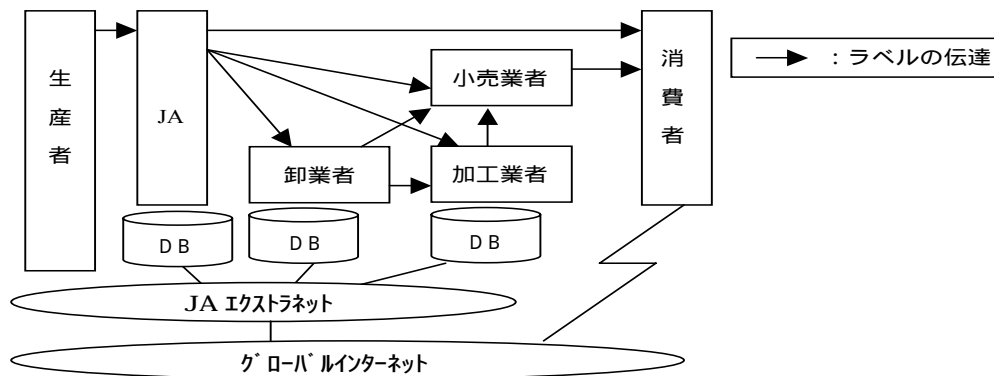 生産者
JA
小売業者
消費者
：ラベルの伝達
卸業者
加工業者
ＤＢ
ＤＢ
ＤＢ
JA ｴｸｽﾄﾗﾈｯﾄ
ｸﾞﾛｰﾊﾞﾙｲﾝﾀｰﾈｯﾄ